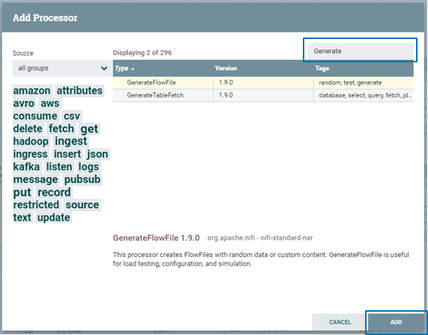 Add Processor
Source
Displaying 2 of 296
Generate
all groups
Type
Version
Tags
GenerateFlowFile
1.9.0
random, test, generate
GenerateTableFetch
1.9.0
database, select, query, fetch, jd...
amazon attributes
avro aws
consume csv
delete fetch get
hadoop ingest
ingress insert json
kafka listen logs
message pubsub
put record
restricted source
text update
GenerateFlowFile 1.9.0 org.apache.nifi - nifi-standard-nar
This processor creates FlowFiles with random data or custom content. GenerateFlowFile is useful
for load testing, configuration, and simulation.
CANCEL
ADD